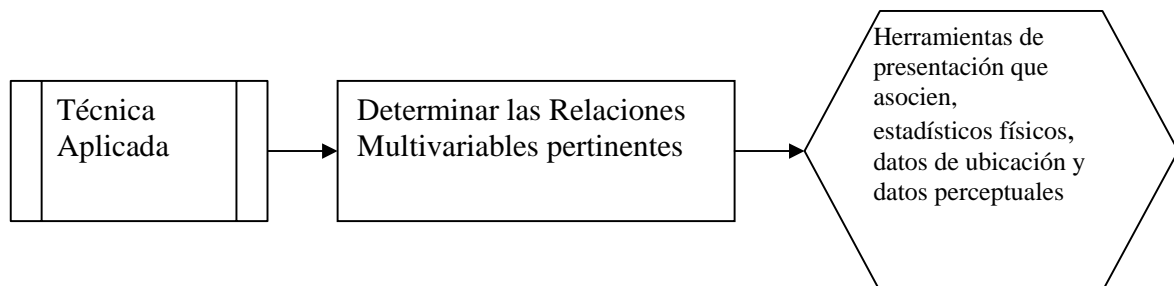 Técnica
Aplicada
Determinar las Relaciones
Multivariables pertinentes
Herramientas de
presentación que
asocien,
estadísticos físicos,
datos de ubicación y
datos perceptuales